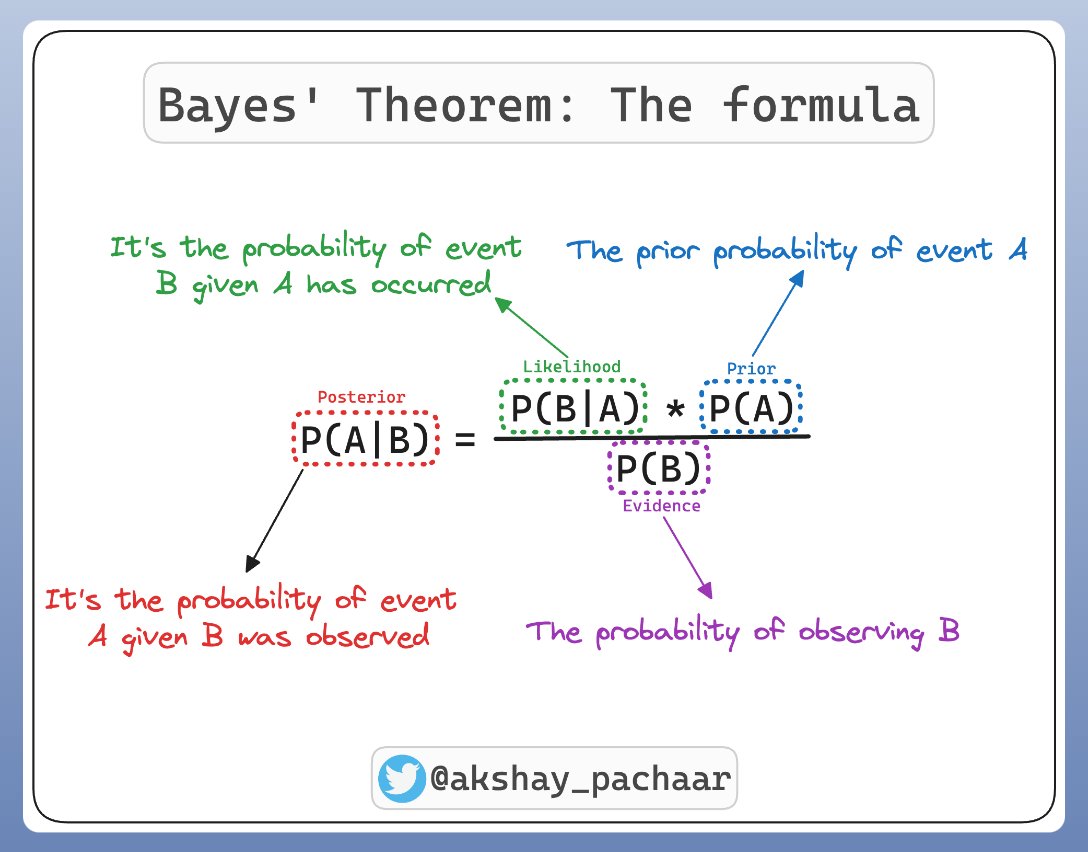 Bayes' Theorem: The formula
It's the probability of event
B given A has occurred
The prior probability of event A
Likelihood
Prior
Posterior
P(B|A) * P(A)
P(A|B) =
P(B)
Evidence
It's the probability of event
A given B was observed
The probability of observing B
@akshay_pachaar